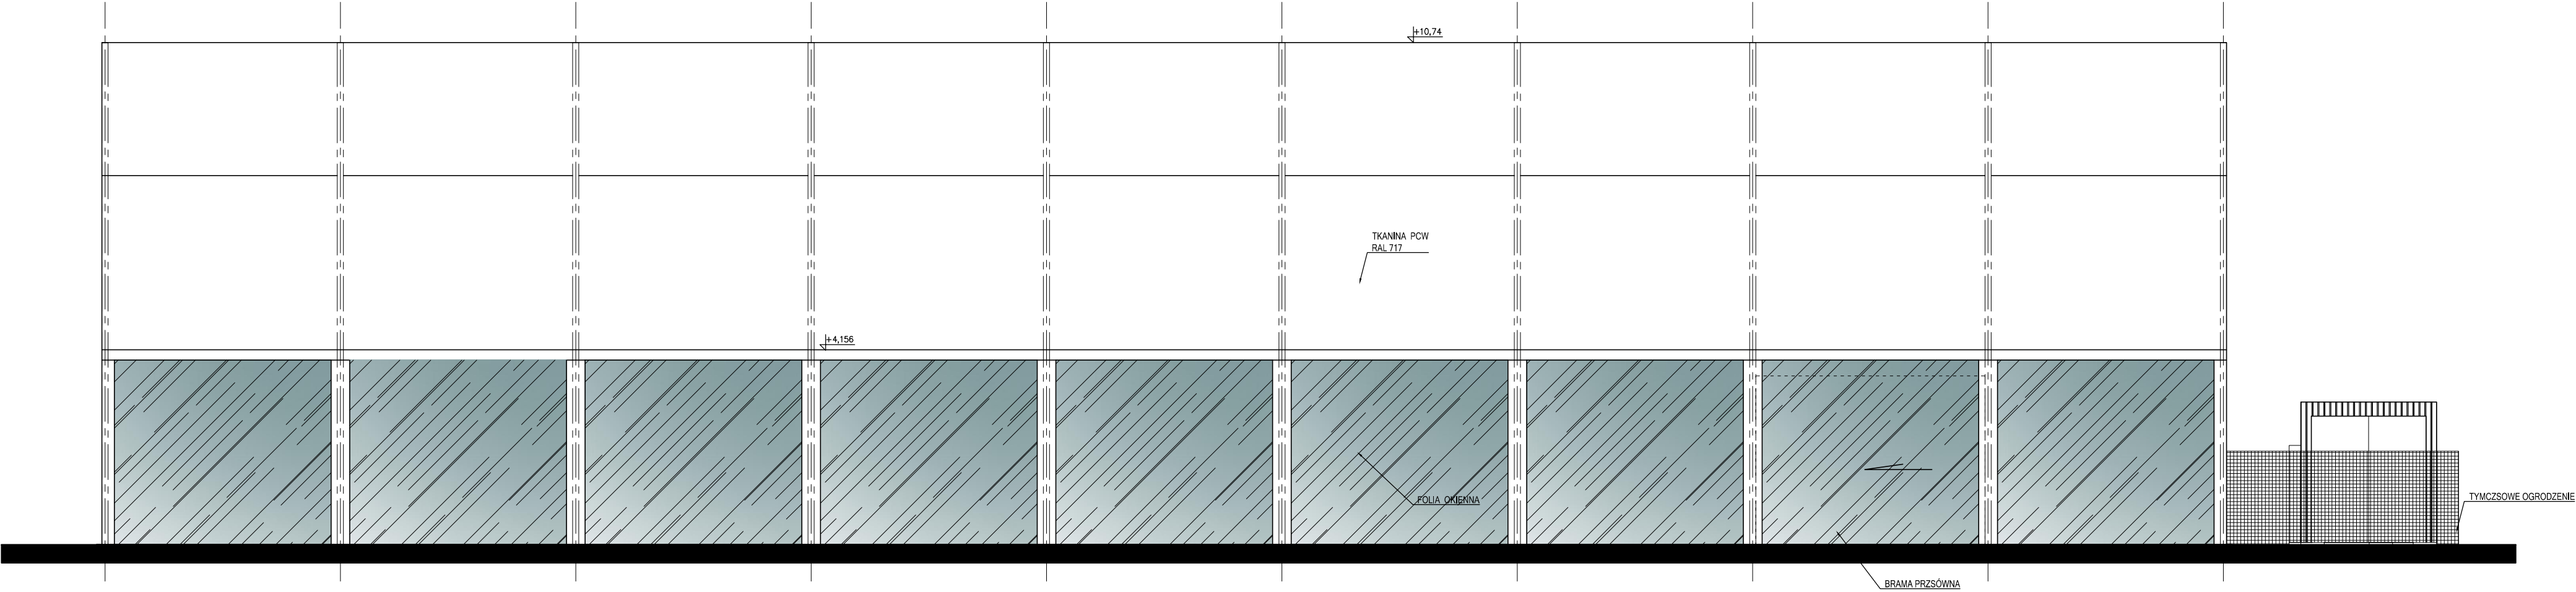 +10,74
TKANINA PCW
RAL 717
+4,156
FOLIA OKIENNA
TYMCZSOWE OGRODZENIE
BRAMA PRZSÓWNA